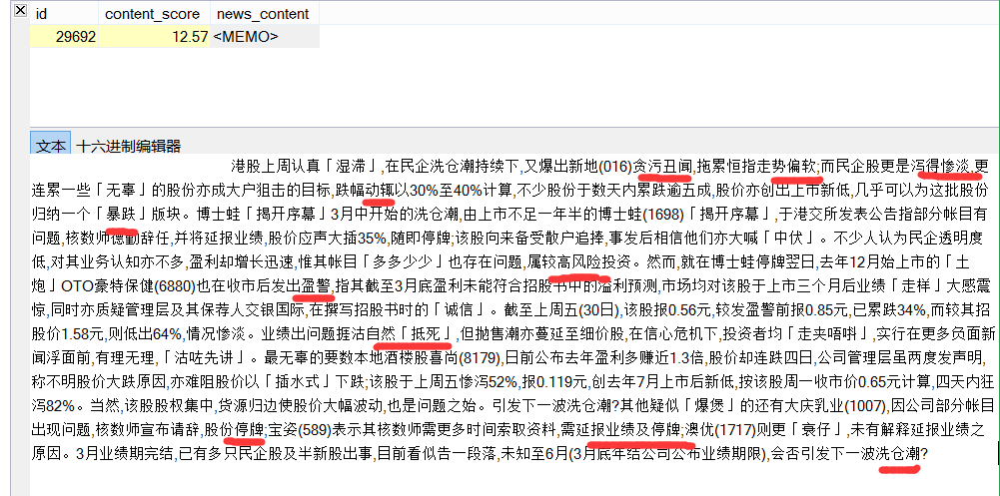 id content_score news_content
29692 12.57 <MEMO>
文本 十六进制编辑器
港股上周认真「湿滞」,在民企洗仓潮持续下,又爆出新地(016)贪污丑闻,拖累恒指走势偏软;而民企股更是泻得惨淡,更
连累一些「无辜」的股份亦成大户狙击的目标,跌幅动辄以30%至40%计算,不少股份于数天内累跌逾五成,股价亦创出上市新低,几乎可以为这批股份
归纳一个「暴跌」版块。博士蛙「揭开序幕」3月中开始的洗仓潮,由上市不足一年半的博士蛙(1698)「揭开序幕」,于港交所发表公告指部分帐目有
问题,核数师德勤辞任,并将延报业绩,股价应声大插35%,随即停牌;该股向来备受散户追捧,事发后相信他们亦大喊「中伏」。不少人认为民企透明度
低,对其业务认知亦不多,盈利却增长迅速,惟其帐目「多多少少」也存在问题,属较高风险投资。然而,就在博士蛙停牌翌日,去年12月始上市的「土
炮」OTO豪特保健(6880)也在收市后发出盈警,指其截至3月底盈利未能符合招股书中的溢利预测,市场均对该股于上市三个月后业绩「走样」大感震
惊,同时亦质疑管理层及其保荐人交银国际,在撰写招股书时的「诚信」。截至上周五(30日),该股报0.56元,较发盈警前报0.85元,已累跌34%,而较其招
股价1.58元,则低出64%,情况惨淡。业绩出问题捱沽自然「抵死」,但抛售潮亦蔓延至细价股,在信心危机下,投资者均「走夹唔唞」,实行在更多负面新
闻浮面前,有理无理,「沽咗先讲」。最无辜的要数本地酒楼股喜尚(8179),日前公布去年盈利多赚近1.3倍,股价却连跌四日,公司管理层虽两度发声明,
称不明股价大跌原因,亦难阻股价以「插水式」下跌;该股于上周五惨泻52%,报0.119元,创去年7月上市后新低,按该股周一收市价0.65元计算,四天内狂
泻82%。当然,该股股权集中,货源归边使股价大幅波动,也是问题之始。引发下一波洗仓潮?其他疑似「爆煲」的还有大庆乳业(1007),因公司部分帐目
出现问题,核数师宣布请辞,股份停牌;宝姿(589)表示其核数师需更多时间索取资料,需延报业绩及停牌;澳优(1717)则更「衰仔」,未有解释延报业绩之
原因。3月业绩期完结,已有多只民企股及半新股出事,目前看似告一段落,未知至6月(3月底年结公司公布业绩期限),会否引发下一波洗仓潮?